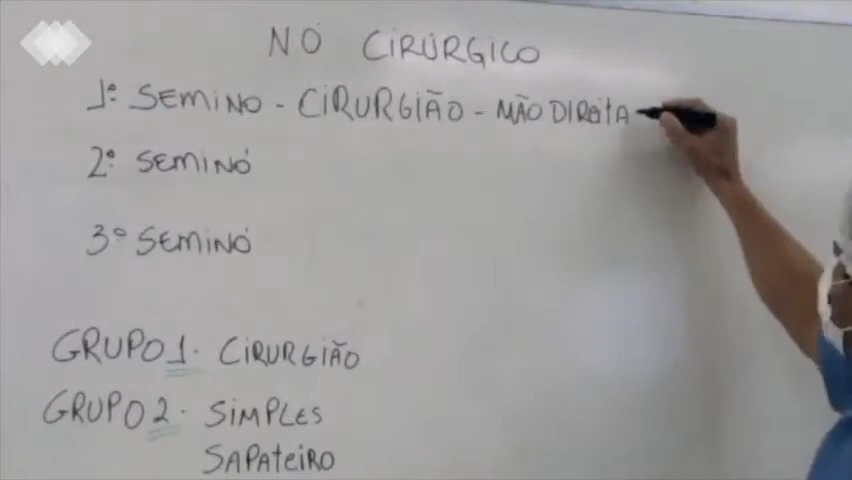 NÓ CIRÚRGICO
1º SEMINO - CIRURGIÃO - MÃO DIREITA
2º SEMINÓ
3º SEMINÓ
GRUPO 1. CIRURGIÃO
GRUPO 2. SIMPLES
SAPATEIRO